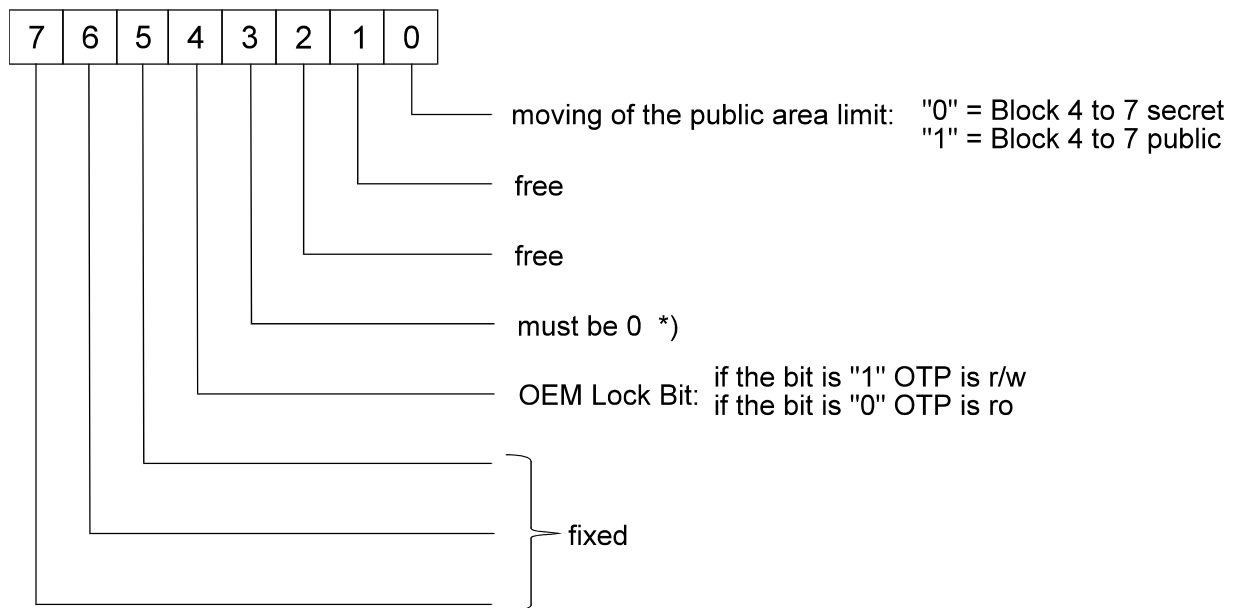 7 6 5 4 3 2 1 0
moving of the public area limit: "0" = Block 4 to 7 secret
"1" = Block 4 to 7 public
free
free
must be 0 *)
OEM Lock Bit: if the bit is "1" OTP is r/w
if the bit is "0" OTP is ro
fixed